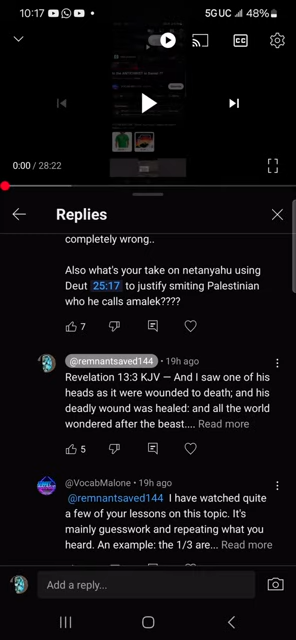 10:17
5G UC
48%
CC
0:00 / 28:22
Replies
completely wrong..
Also what's your take on netanyahu using
Deut 25:17 to justify smiting Palestinian
who he calls amalek????
7
@remnantsaved144 • 19h ago
Revelation 13:3 KJV — And I saw one of his
heads as it were wounded to death; and his
deadly wound was healed: and all the world
wondered after the beast.... Read more
5
@VocabMalone • 19h ago
@remnantsaved144 I have watched quite
a few of your lessons on this topic. It's
mainly guesswork and repeating what you
heard. An example: the 1/3 are... Read more
Add a reply...